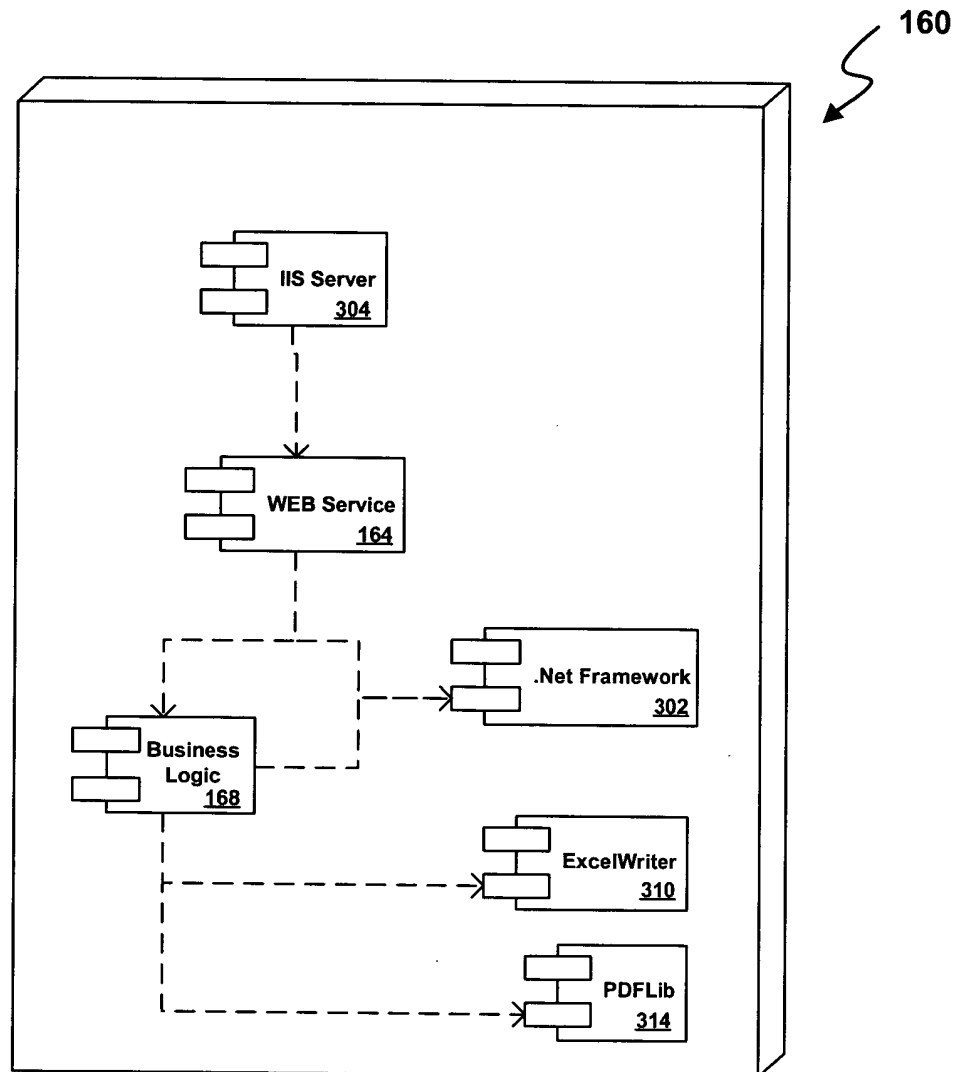 160
IIS Server
304
WEB Service
164
.Net Framework
302
Business
Logic
168
ExcelWriter
310
PDFLib
314